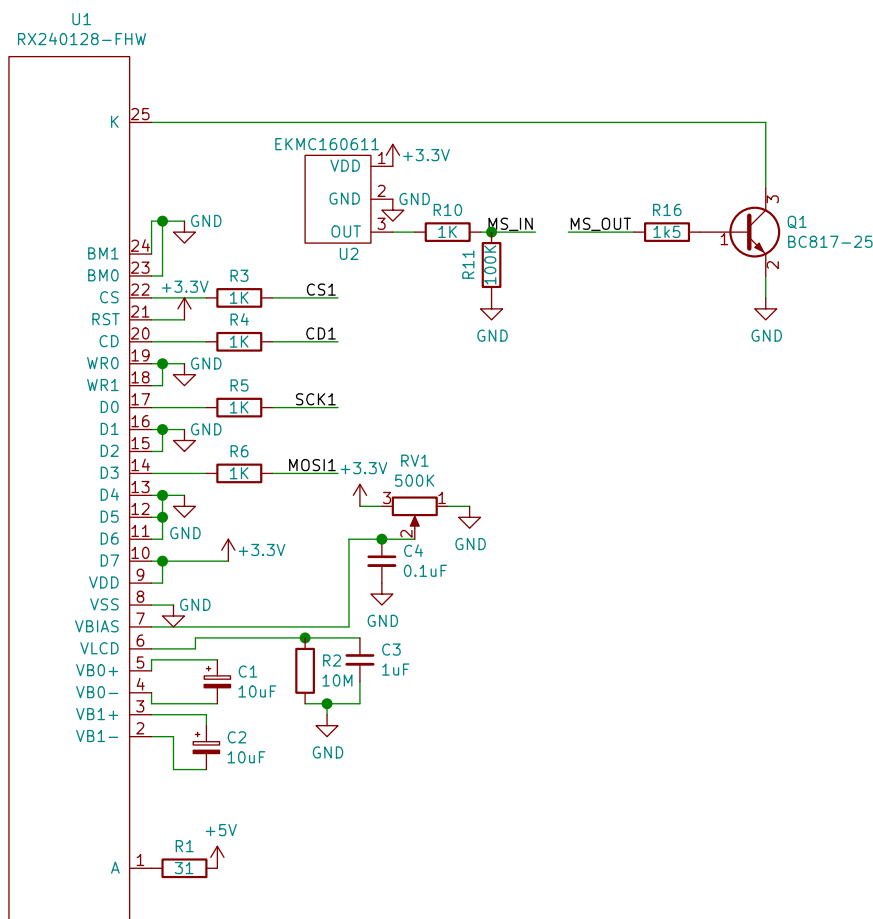 U1
RX240128-FHW
K 25
EKMC160611
VDD 1 +3.3V
GND 2 GND
OUT 3
U2
R10
1K
MS_IN
R11
100K
GND
MS_OUT
R16
1k5
1
3
2
Q1
BC817-25
GND
BM1 24 GND
BM0 23
CS 22
R3
1K
CS1
RST 21 +3.3V
CD 20
R4
1K
CD1
WR0 19 GND
WR1 18
D0 17
R5
1K
SCK1
D1 16 GND
D2 15
D3 14
R6
1K
MOSI1
D4 13
D5 12 GND
D6 11
+3.3V
RV1
500K
3 1
2
GND
C4
0.1uF
GND
D7 10 +3.3V
VDD 9
VSS 8 GND
VBIAS 7
VLCD 6
R2
10M
C3
1uF
GND
VB0+ 5
VB0- 4
+
C1
10uF
VB1+ 3
VB1- 2
+
C2
10uF
A 1
R1
31
+5V